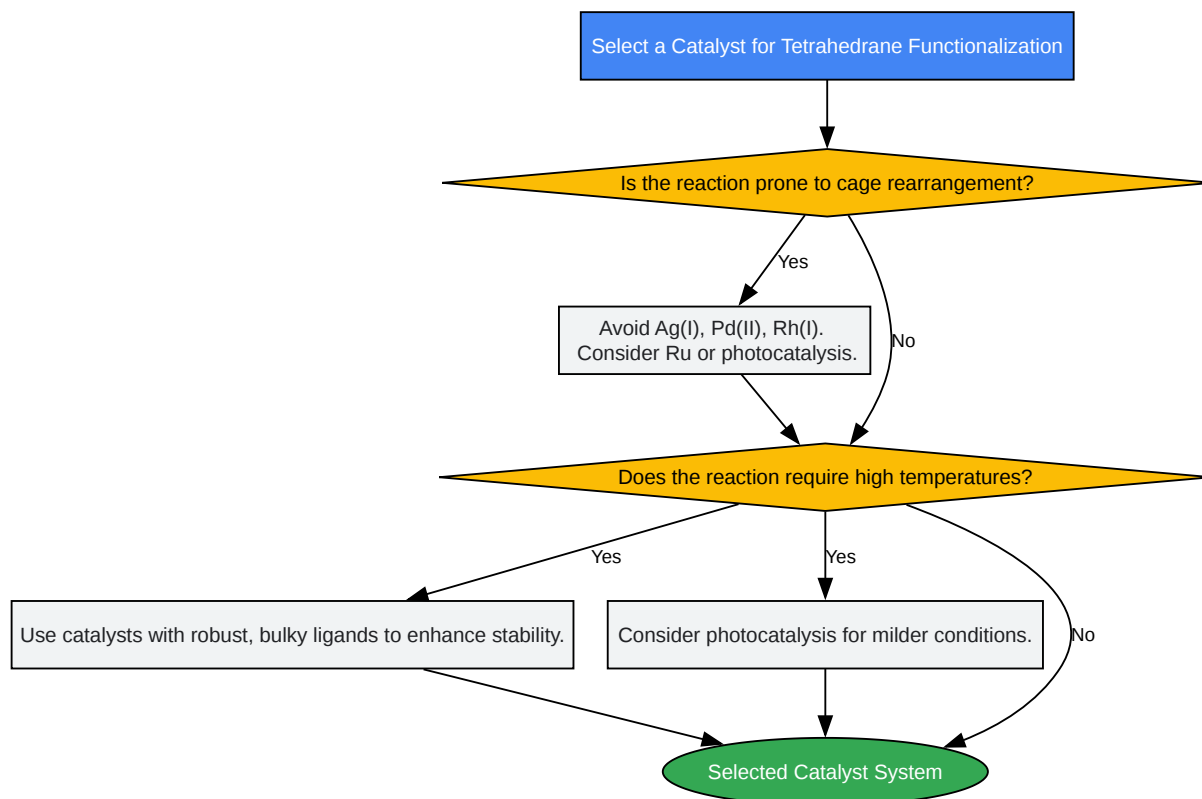 Select a Catalyst for Tetrahedrane Functionalization
Is the reaction prone to cage rearrangement?
Yes
Avoid Ag(I), Pd(II), Rh(I).
Consider Ru or photocatalysis.
No
Does the reaction require high temperatures?
Yes
Yes
Use catalysts with robust, bulky ligands to enhance stability.
Consider photocatalysis for milder conditions.
No
Selected Catalyst System